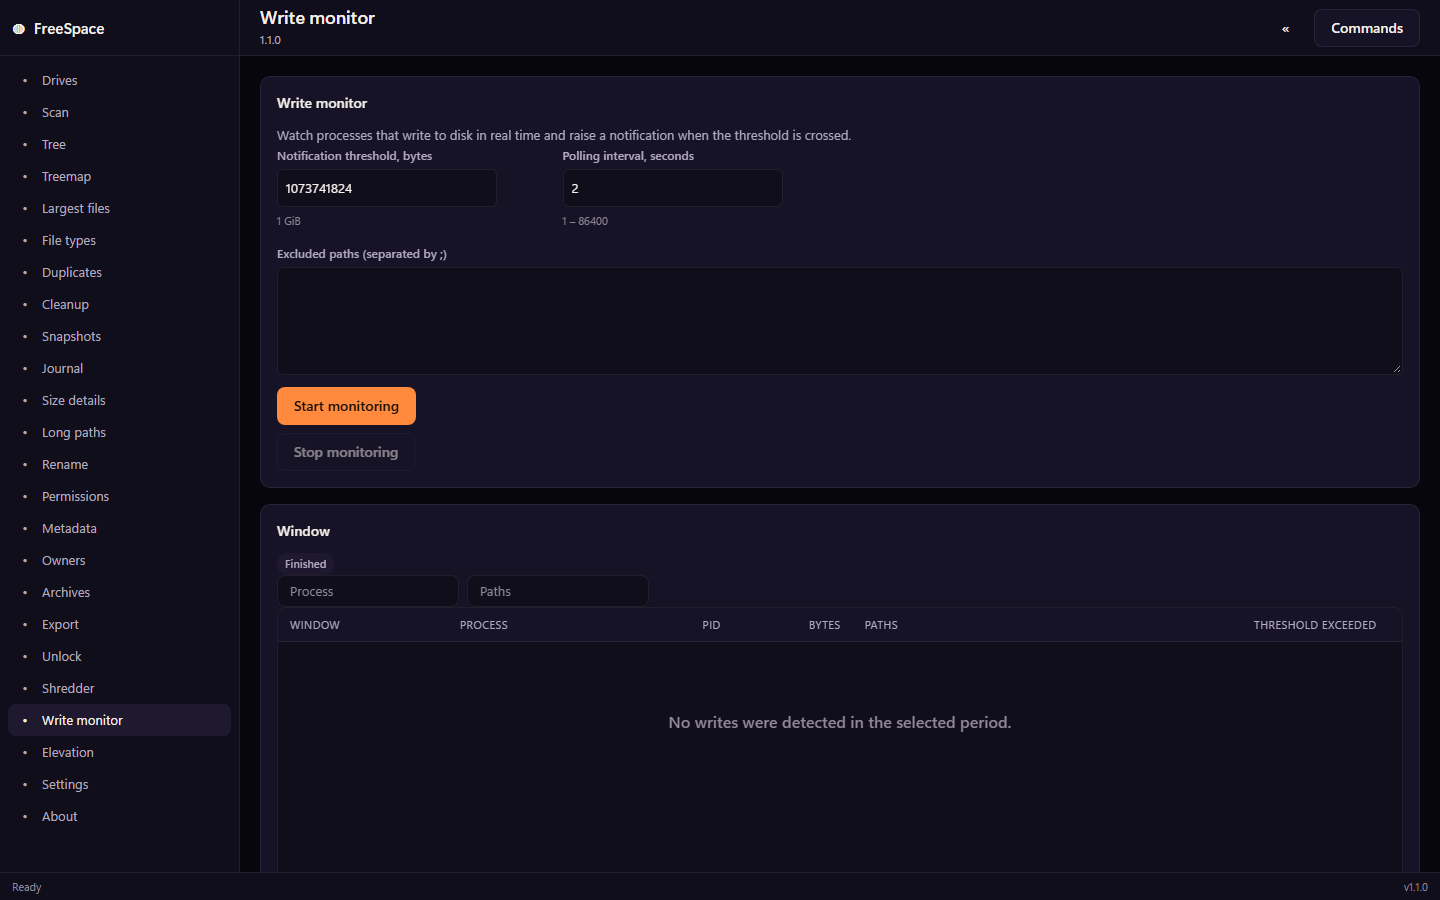 FreeSpace
Write monitor
1.1.0
«
Commands
• Drives
• Scan
• Tree
• Treemap
• Largest files
• File types
• Duplicates
• Cleanup
• Snapshots
• Journal
• Size details
• Long paths
• Rename
• Permissions
• Metadata
• Owners
• Archives
• Export
• Unlock
• Shredder
• Write monitor
• Elevation
• Settings
• About
Write monitor
Watch processes that write to disk in real time and raise a notification when the threshold is crossed.
Notification threshold, bytes
1073741824
1 GiB
Polling interval, seconds
2
1 – 86400
Excluded paths (separated by ;)
Start monitoring
Stop monitoring
Window
Finished
Process
Paths
WINDOW PROCESS PID BYTES PATHS THRESHOLD EXCEEDED
No writes were detected in the selected period.
Ready
v1.1.0